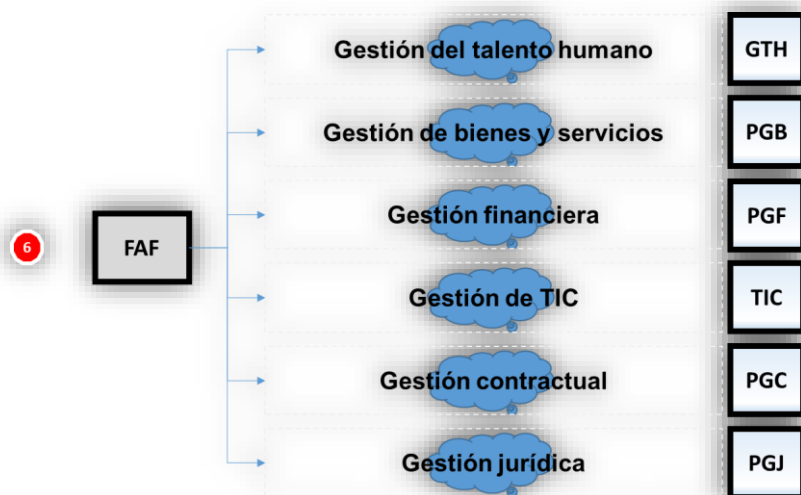 Gestión del talento humano
GTH
Gestión de bienes y servicios
PGB
Gestión financiera
PGF
6
FAF
Gestión de TIC
TIC
Gestión contractual
PGC
Gestión jurídica
PGJ